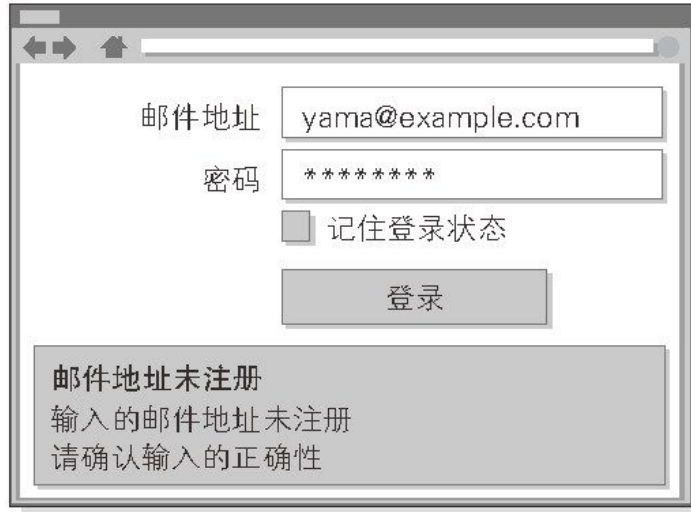 邮件地址 yama@example.com
密码 ********
记住登录状态
登录
邮件地址未注册
输入的邮件地址未注册
请确认输入的正确性